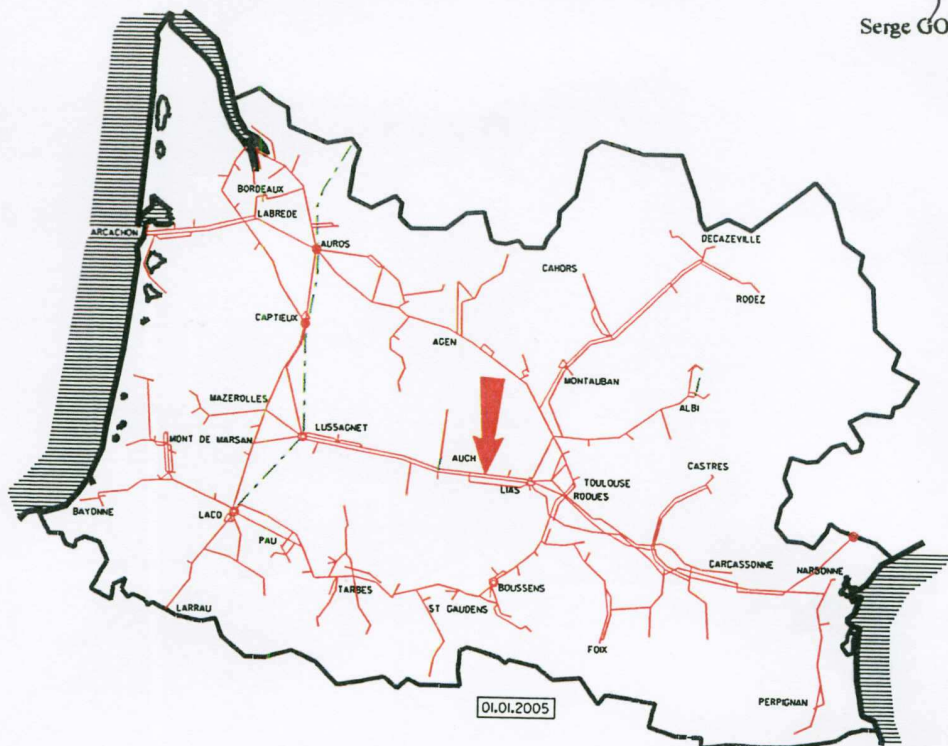 Serge GO
BORDEAUX
LABREDE
ARCACHON
AUROS
DECAZEVILLE
CAHORS
RODEZ
CAPTIEUX
AGEN
MONTAUBAN
MAZEROLLES
ALBI
LUSSAGNET
MONT DE MARSAN
AUCH
CASTRES
LIAS
TOULOUSE
ROQUES
BAYONNE
LACQ
PAU
CARCASSONNE
NARBONNE
TARBES
BOUSSENS
LARRAU
ST GAUDENS
FOIX
PERPIGNAN
01.01.2005